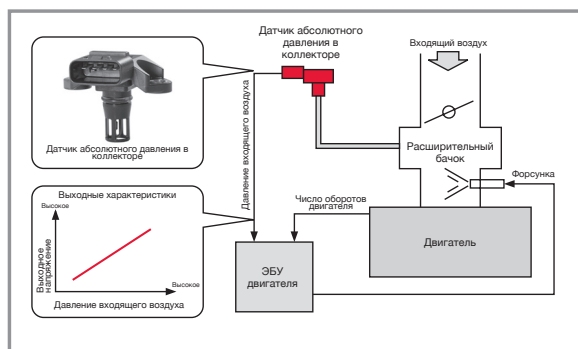 Датчик абсолютного
давления в
коллекторе
Входящий воздух
Датчик абсолютного давления в
коллекторе
Давление входящего воздуха
Расширительный
бачок
Форсунка
Число оборотов
двигателя
Двигатель
ЭБУ
двигателя
Выходные характеристики
Высокое
Выходное
напряжение
Высокое
Давление входящего воздуха